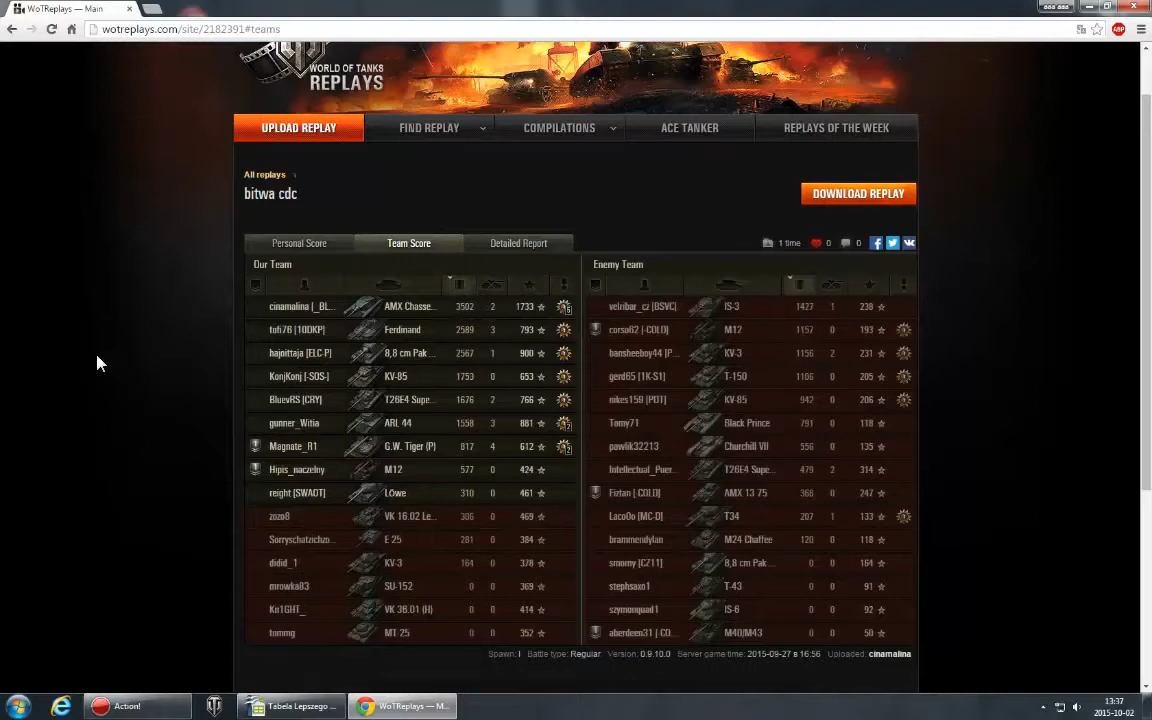 WoTReplays — Main
wotreplays.com/site/2182391#teams
WORLD OF TANKS
REPLAYS
UPLOAD REPLAY FIND REPLAY COMPILATIONS ACE TANKER REPLAYS OF THE WEEK
All replays
bitwa cdc
DOWNLOAD REPLAY
Personal Score Team Score Detailed Report 1 time 0 0
Our Team Enemy Team
cinamalina [_BL... AMX Chasse... 3502 2 1733 5 velribar_cz [BSVC] IS-3 1427 1 238
tofi76 [10DKP] Ferdinand 2589 3 793 corso62 [-COLD] M12 1157 0 193
hajoittaja [ELC-P] 8,8 cm Pak ... 2567 1 900 bansheeboy44 [P... KV-3 1156 2 231
KonjKonj [-SOS-] KV-85 1753 0 653 gerd65 [1K-S1] T-150 1106 0 205
BluevRS [CRY] T26E4 Supe... 1676 2 766 nikes159 [PDT] KV-85 942 0 206
gunner_Witia ARL 44 1558 3 881 2 Tomy71 Black Prince 791 0 118
Magnate_R1 G.W. Tiger (P) 817 4 612 2 pawlik32213 Churchill VII 556 0 135
Hipis_naczelny M12 577 0 424 Intellectual_Puer... T26E4 Supe... 479 2 314
reight [SWAOT] Löwe 310 0 461 Fiztan [-COLD] AMX 13 75 366 0 247
zozo8 VK 16.02 Le... 306 0 469 Laco0o [MC-D] T34 207 1 133
Sorryschatzichzo... E 25 281 0 384 brammendylan M24 Chaffee 120 0 118
didid_1 KV-3 164 0 378 smomy [CZ11] 8,8 cm Pak ... 0 0 164
mrowka83 SU-152 0 0 369 stephsaxo1 T-43 0 0 91
Kn1GHT_ VK 36.01 (H) 0 0 414 szymonquad1 IS-6 0 0 92
tommg MT-25 0 0 352 aberdeen31 [-CO... M40/M43 0 0 50
Spawn: I Battle type: Regular Version: 0.9.10.0 Server game time: 2015-09-27 в 16:56 Uploaded: cinamalina
Action! Tabela Lepszego ... WoTReplays — M...
13:37
2015-10-02